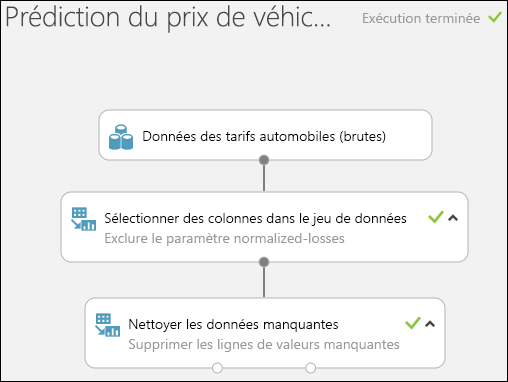 Prédiction du prix de véhic...
Exécution terminée
Données des tarifs automobiles (brutes)
Sélectionner des colonnes dans le jeu de données
Exclure le paramètre normalized-losses
Nettoyer les données manquantes
Supprimer les lignes de valeurs manquantes